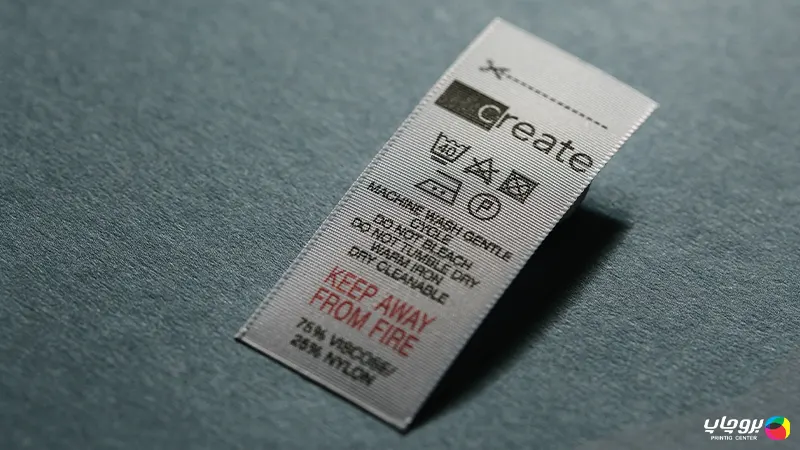 create
40
P
MACHINE WASH GENTLE
CYCLE
DO NOT BLEACH
DO NOT TUMBLE DRY
WARM IRON
DRY CLEANABLE
KEEP AWAY
FROM FIRE
75% VISCOSE/
25% NYLON
بروچاپ
PRINTIG CENTER